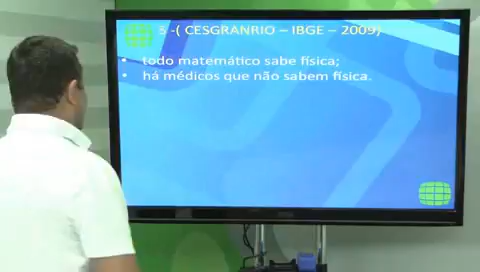 5 -( CESGRANRIO – IBGE – 2009)
• todo matemático sabe física;
• há médicos que não sabem física.